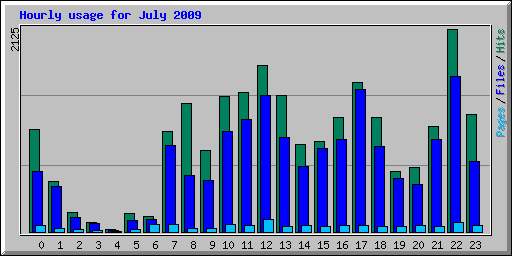 Hourly usage for July 2009
2125
Pages / Files / Hits
0 1 2 3 4 5 6 7 8 9 10 11 12 13 14 15 16 17 18 19 20 21 22 23